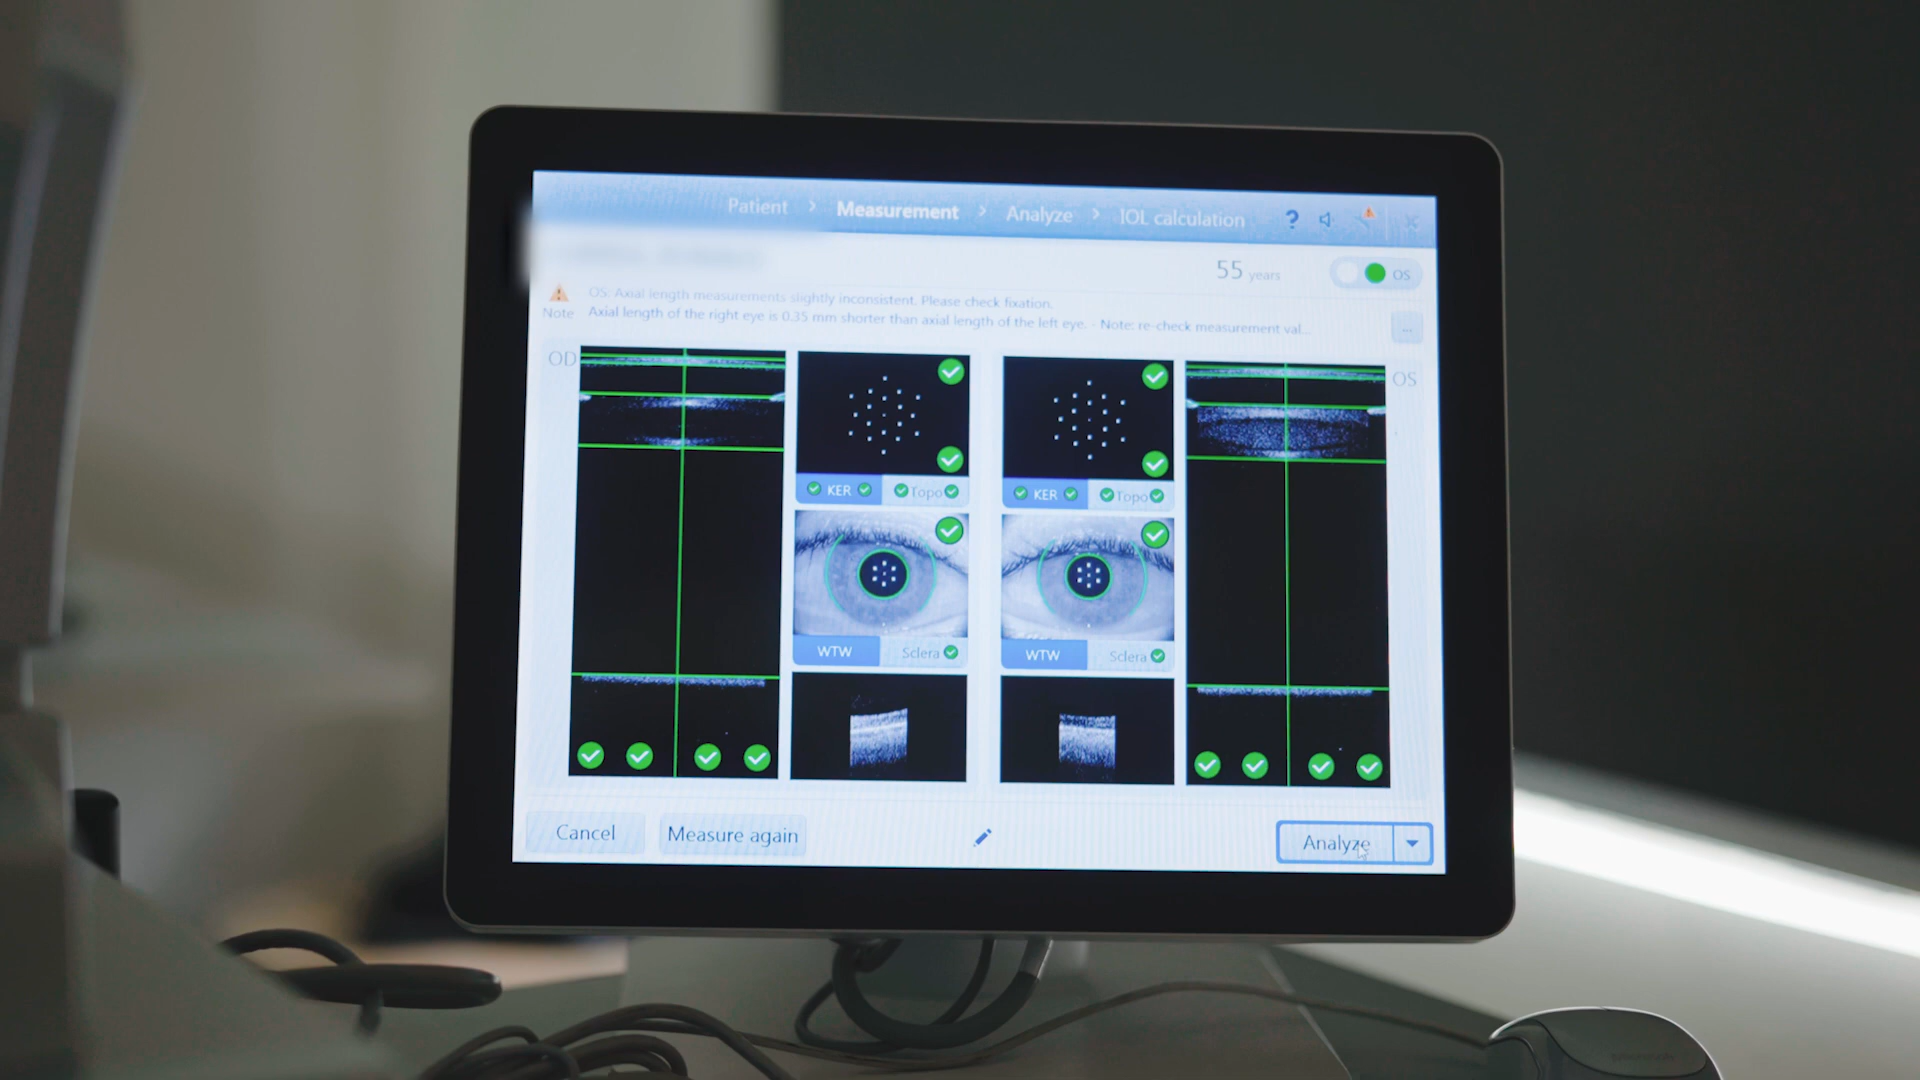 Patient > Measurement > Analyze > IOL calculation ?
55 years OS
OS: Axial length measurements slightly inconsistent. Please check fixation.
Note Axial length of the right eye is 0.35 mm shorter than axial length of the left eye. - Note: re-check measurement val... ...
OD OS
KER Topo KER Topo
WTW Sclera WTW Sclera
Cancel Measure again Analyze